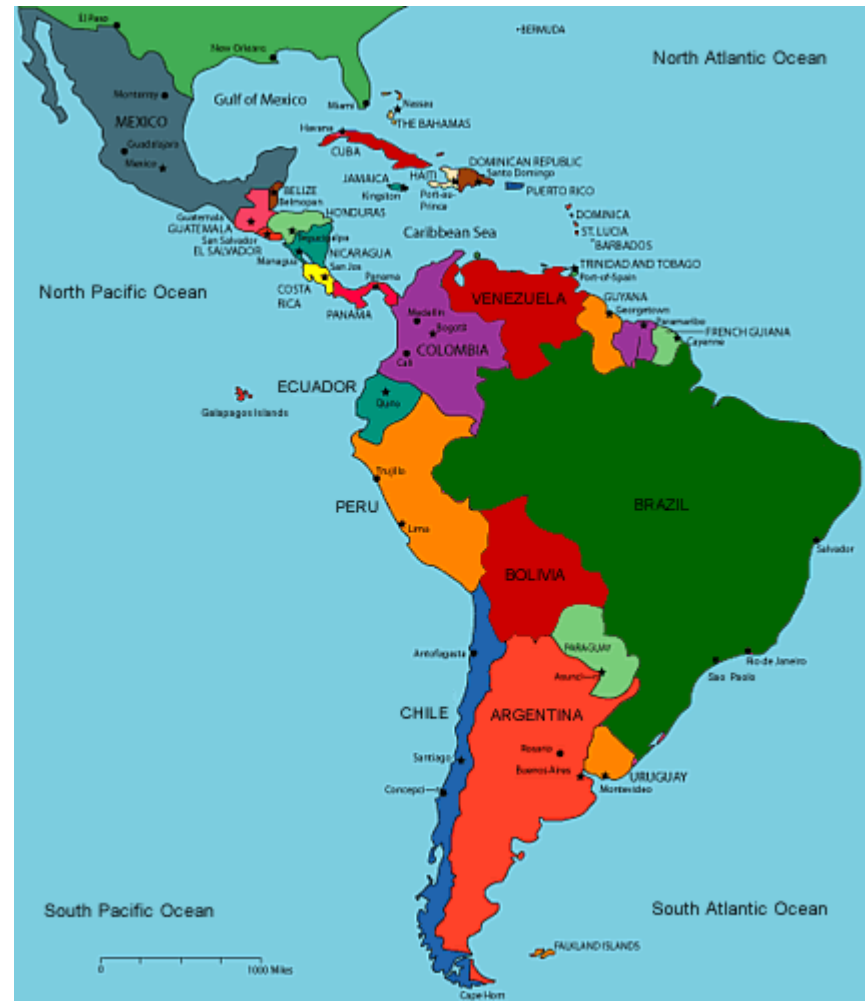 El Paso
BERMUDA
New Orleans
North Atlantic Ocean
Monterrey
Gulf of Mexico
Miami
Nassau
MEXICO
THE BAHAMAS
Havana
Guadalajara
CUBA
Mexico
DOMINICAN REPUBLIC
HAITI
Santo Domingo
JAMAICA
BELIZE
Kingston
Port-au-
Prince
PUERTO RICO
Belmopan
HONDURAS
DOMINICA
Guatemala
GUATEMALA
Tegucigalpa
ST. LUCIA
Caribbean Sea
BARBADOS
San Salvador
EL SALVADOR
NICARAGUA
Managua
San Jos
TRINIDAD AND TOBAGO
Port-of-Spain
Panama
North Pacific Ocean
COSTA
RICA
VENEZUELA
GUYANA
PANAMA
Georgetown
Medellin
Paramaribo
Bogotá
FRENCH GUIANA
COLOMBIA
Cayenne
Cali
ECUADOR
Quito
Galapagos Islands
Trujillo
PERU
BRAZIL
Lima
Salvador
BOLIVIA
PARAGUAY
Antofagasta
Rio de Janeiro
Asunci
Sao Paolo
CHILE
ARGENTINA
Rosario
Santiago
Buenos Aires
URUGUAY
Montevideo
Concepci
South Pacific Ocean
South Atlantic Ocean
FALKLAND ISLANDS
0 1000 Miles
Cape Horn